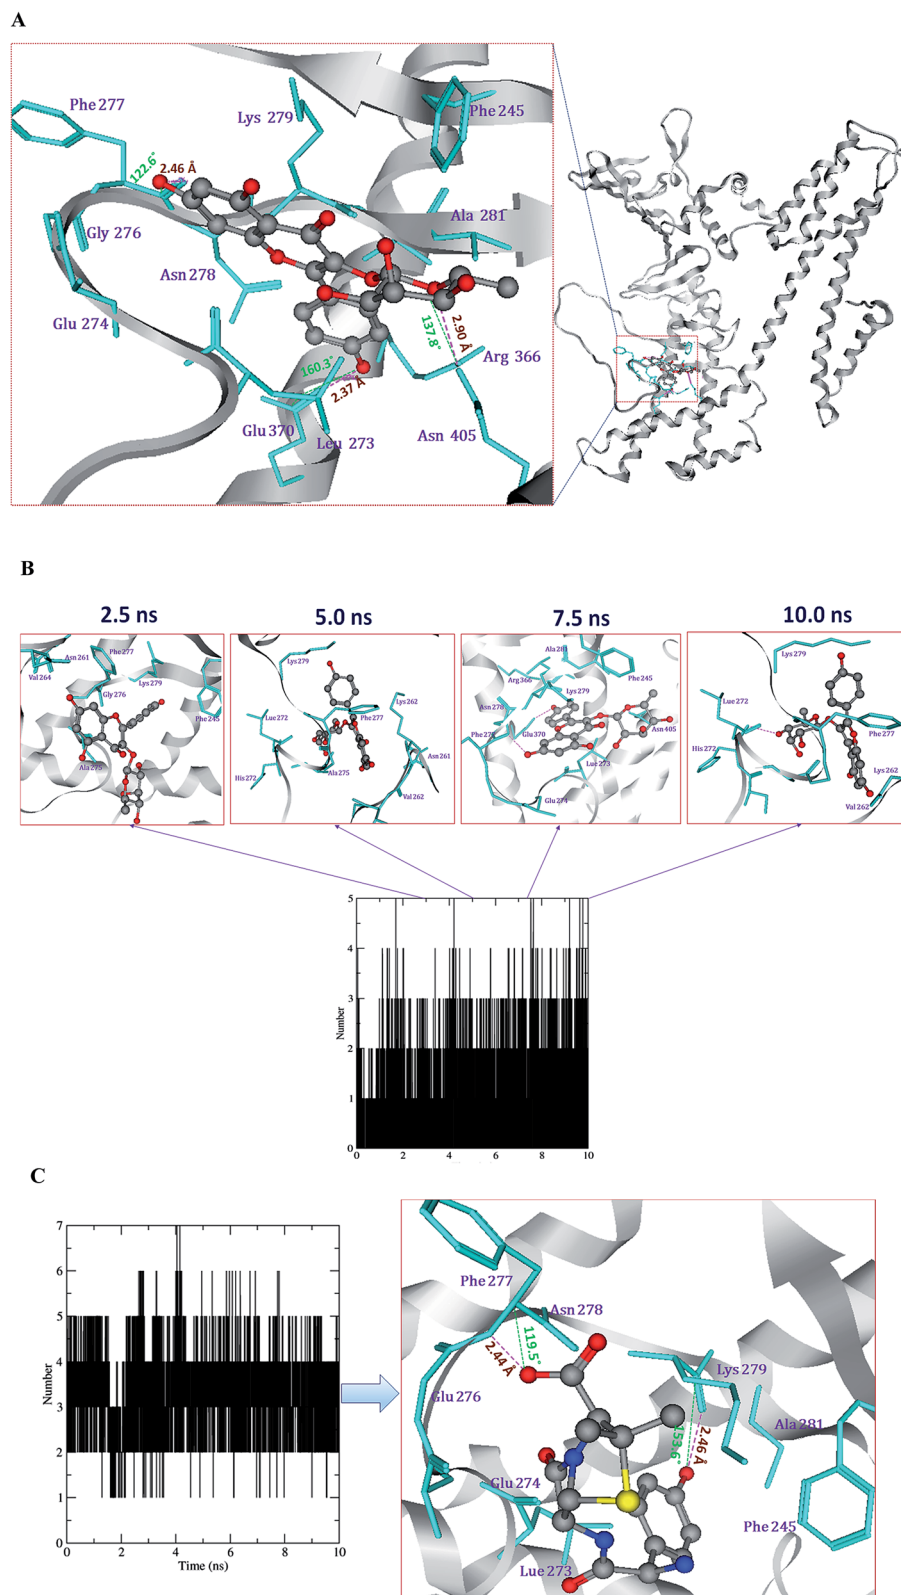 A
Phe 277
Lys 279
Phe 245
122.6°
2.46 Å
Gly 276
Ala 281
Asn 278
Glu 274
137.8°
2.90 Å
160.3°
2.37 Å
Arg 366
Glu 370
Leu 273
Asn 405
B
2.5 ns
5.0 ns
7.5 ns
10.0 ns
Asn 261
Phe 277
Val 264
Lys 279
Gly 276
Phe 245
Ala 275
Lys 279
Lys 262
Lue 272
Phe 277
His 272
Ala 275
Asn 261
Val 262
Ala 281
Arg 366
Phe 245
Lys 279
Asn 278
Glu 370
Asn 405
Lue 273
Glu 274
Lys 279
Lue 272
His 272
Phe 277
Lys 262
Val 262
5
4
3
2
1
0
Number
0 2 4 6 8 10
C
7
6
5
4
3
2
1
0
Number
0 2 4 6 8 10
Time (ns)
Phe 277
Asn 278
119.5°
2.44 Å
Glu 276
Lys 279
Ala 281
153.6°
2.46 Å
Glu 274
Phe 245
Lue 273